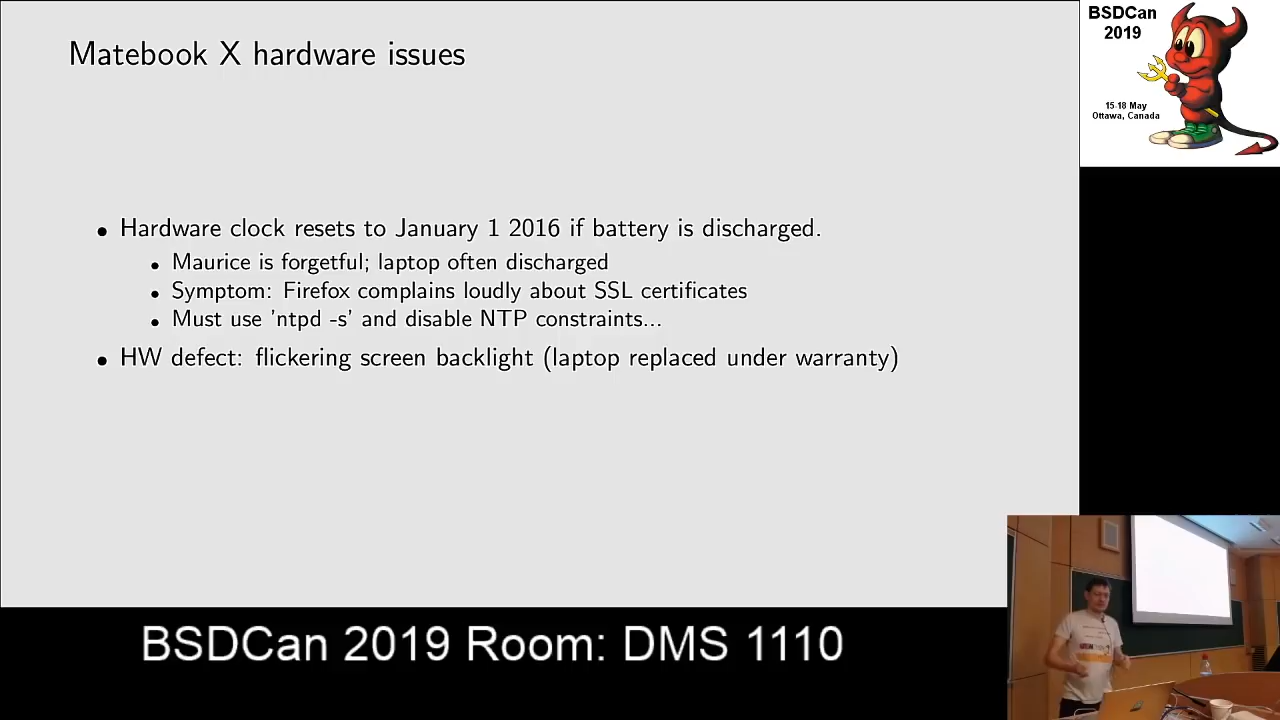 Matebook X hardware issues
• Hardware clock resets to January 1 2016 if battery is discharged.
• Maurice is forgetful; laptop often discharged
• Symptom: Firefox complains loudly about SSL certificates
• Must use 'ntpd -s' and disable NTP constraints...
• HW defect: flickering screen backlight (laptop replaced under warranty)
BSDCan
2019
15-18 May
Ottawa, Canada
BSDCan 2019 Room: DMS 1110